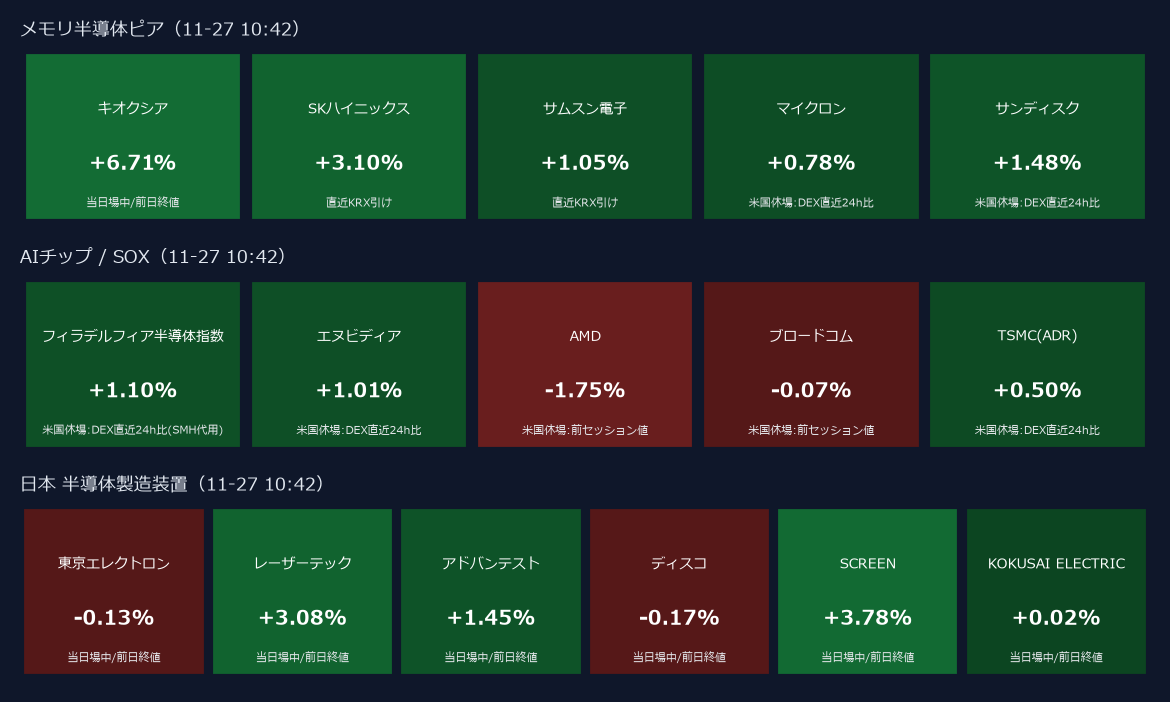 メモリ半導体ピア（11-27 10:42）
キオクシア
+6.71%
当日場中/前日終値
SKハイニックス
+3.10%
直近KRX引け
サムスン電子
+1.05%
直近KRX引け
マイクロン
+0.78%
米国休場:DEX直近24h比
サンディスク
+1.48%
米国休場:DEX直近24h比
AIチップ / SOX（11-27 10:42）
フィラデルフィア半導体指数
+1.10%
米国休場:DEX直近24h比(SMH代用)
エヌビディア
+1.01%
米国休場:DEX直近24h比
AMD
-1.75%
米国休場:前セッション値
ブロードコム
-0.07%
米国休場:前セッション値
TSMC(ADR)
+0.50%
米国休場:DEX直近24h比
日本 半導体製造装置（11-27 10:42）
東京エレクトロン
-0.13%
当日場中/前日終値
レーザーテック
+3.08%
当日場中/前日終値
アドバンテスト
+1.45%
当日場中/前日終値
ディスコ
-0.17%
当日場中/前日終値
SCREEN
+3.78%
当日場中/前日終値
KOKUSAI ELECTRIC
+0.02%
当日場中/前日終値